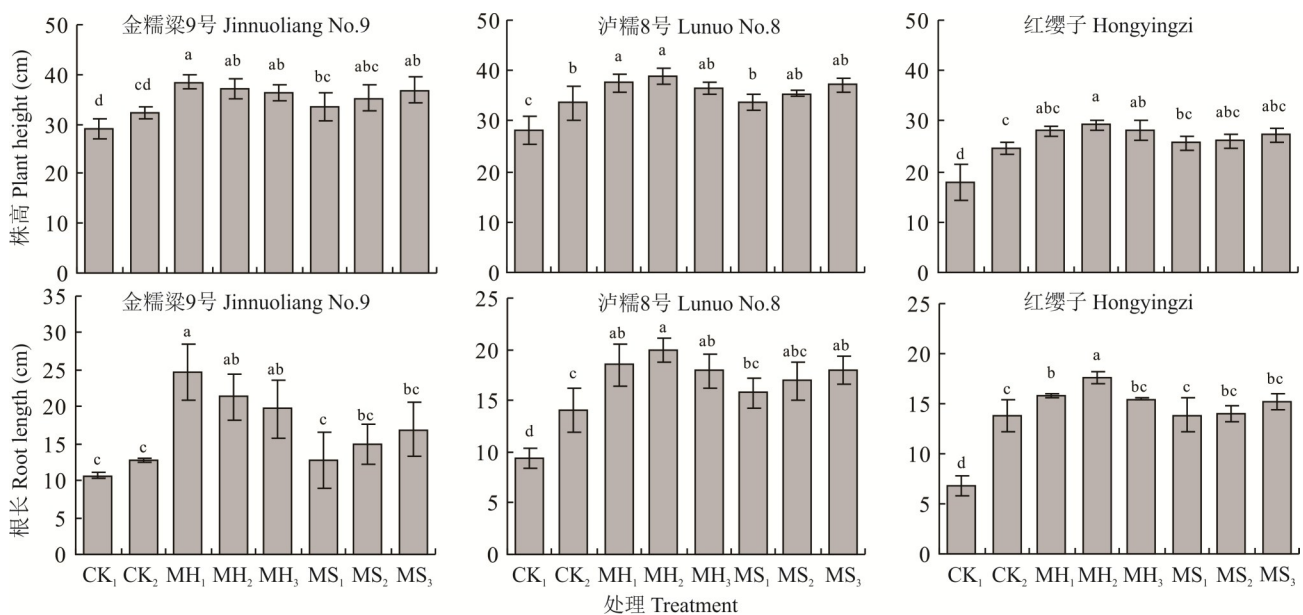 金糯粱9号 Jinnuoliang No.9
50
40
30
20
10
0
株高 Plant height (cm)
d cd a ab ab bc abc ab
泸糯8号 Lunuo No.8
50
40
30
20
10
0
c b a a ab b ab ab
红缨子 Hongyingzi
50
40
30
20
10
0
d c abc a ab bc abc abc
金糯粱9号 Jinnuoliang No.9
35
30
25
20
15
10
5
0
根长 Root length (cm)
c c a ab ab c bc bc
CK₁ CK₂ MH₁ MH₂ MH₃ MS₁ MS₂ MS₃
泸糯8号 Lunuo No.8
25
20
15
10
5
0
d c ab a ab bc abc ab
CK₁ CK₂ MH₁ MH₂ MH₃ MS₁ MS₂ MS₃
红缨子 Hongyingzi
25
20
15
10
5
0
d c b a bc c bc bc
CK₁ CK₂ MH₁ MH₂ MH₃ MS₁ MS₂ MS₃
处理 Treatment